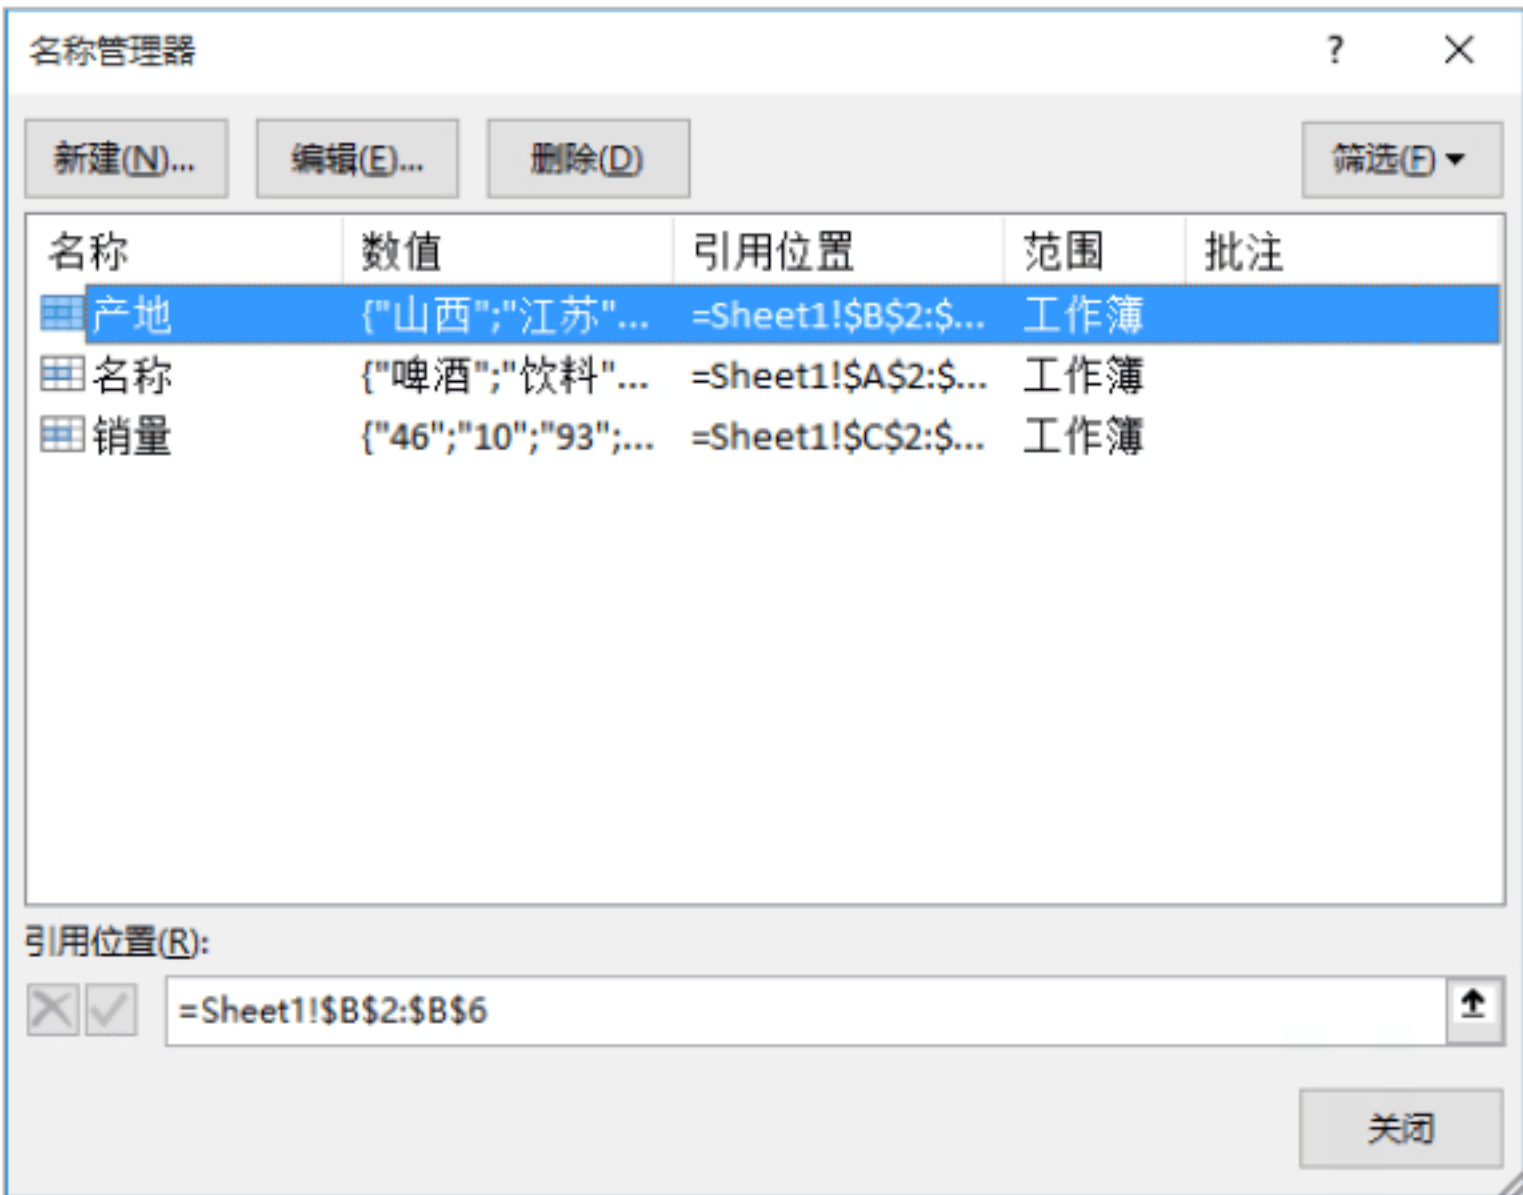 名称管理器 ?
新建(N)... 编辑(E)... 删除(D) 筛选(F)
名称 数值 引用位置 范围 批注
产地 {"山西";"江苏"... =Sheet1!$B$2:$... 工作簿
名称 {"啤酒";"饮料"... =Sheet1!$A$2:$... 工作簿
销量 {"46";"10";"93";... =Sheet1!$C$2:$... 工作簿
引用位置(R):
=Sheet1!$B$2:$B$6
关闭